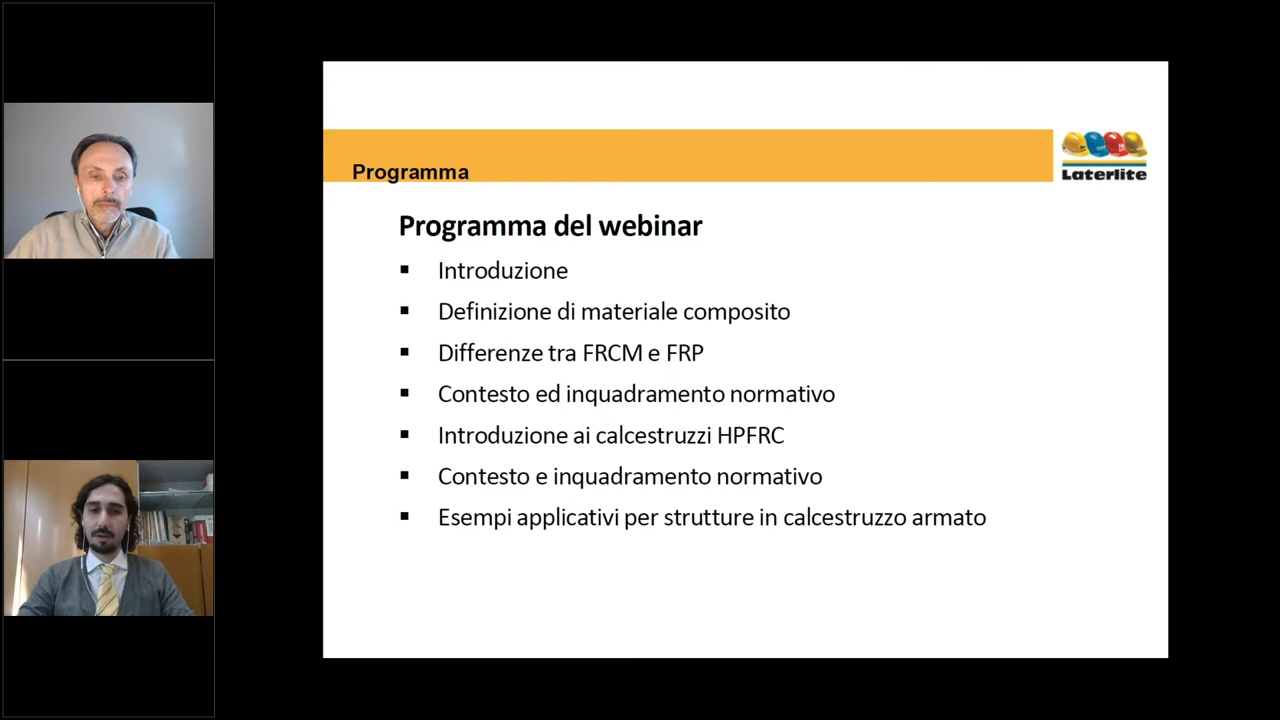 Programma
Laterlite
Programma del webinar
Introduzione
Definizione di materiale composito
Differenze tra FRCM e FRP
Contesto ed inquadramento normativo
Introduzione ai calcestruzzi HPFRC
Contesto e inquadramento normativo
Esempi applicativi per strutture in calcestruzzo armato